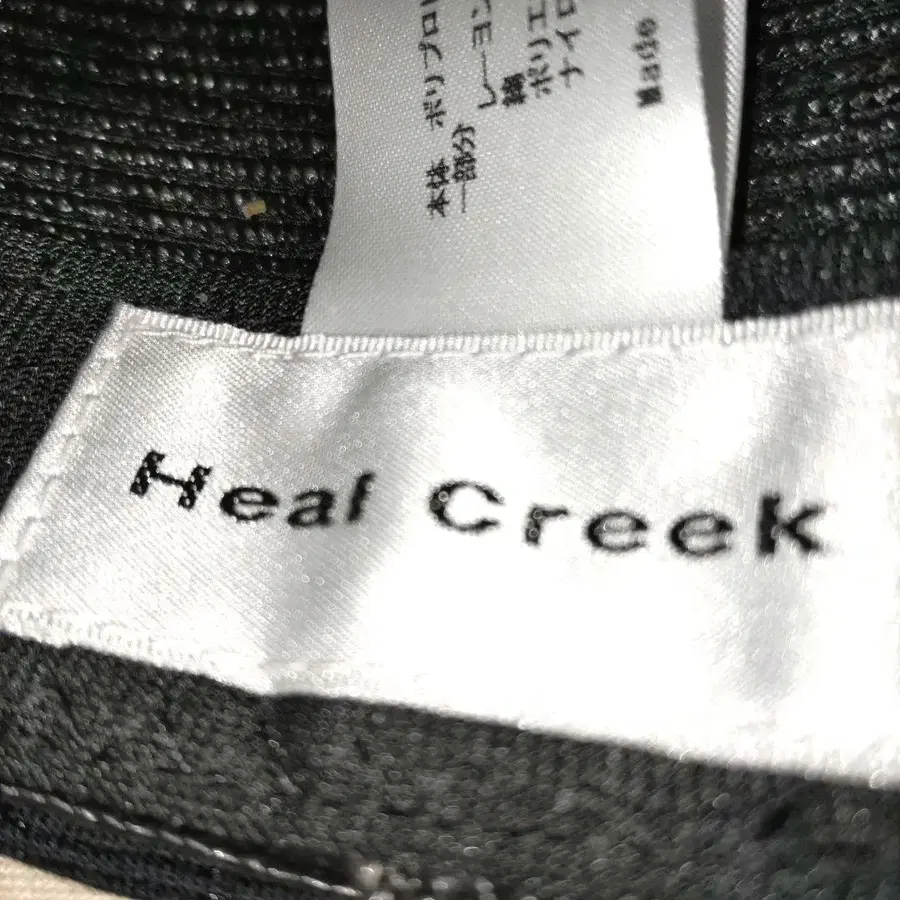 本体 ポリプロ
一部分 レーヨン
綿
ポリエ
ナイロ
Made
Heal Creek